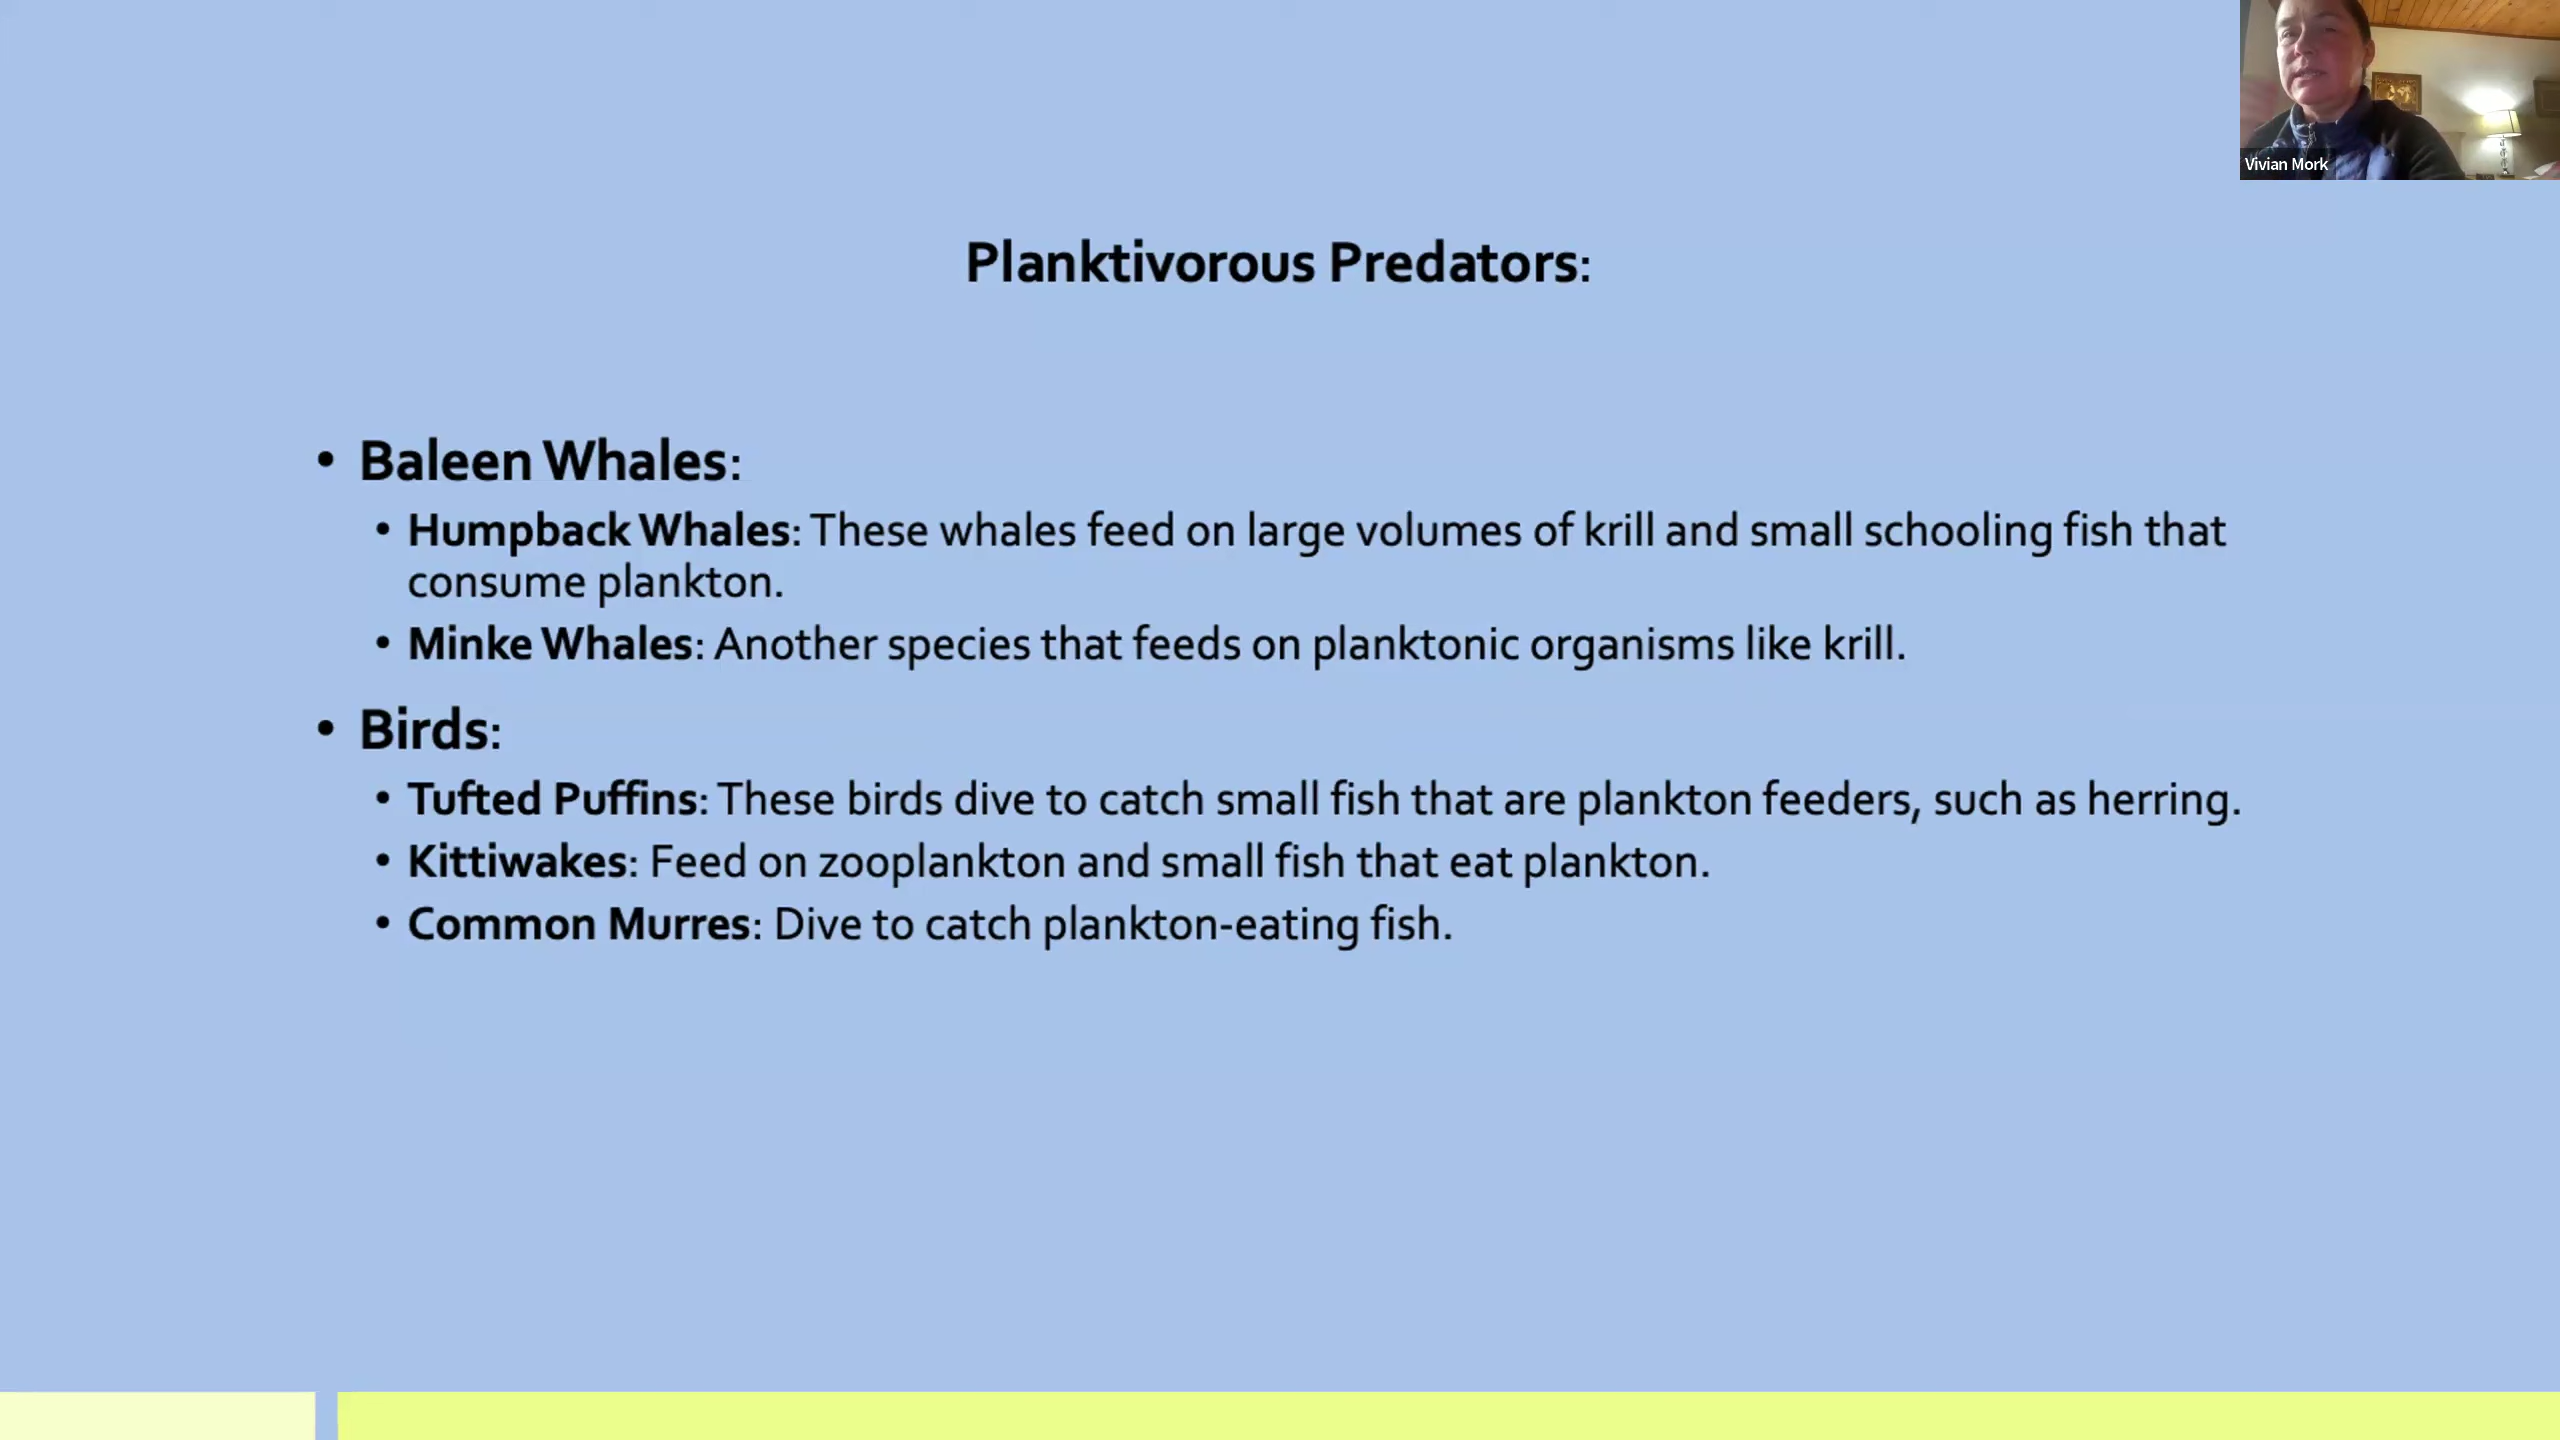 Vivian Mork
Planktivorous Predators:
• Baleen Whales:
• Humpback Whales: These whales feed on large volumes of krill and small schooling fish that
consume plankton.
• Minke Whales: Another species that feeds on planktonic organisms like krill.
• Birds:
• Tufted Puffins: These birds dive to catch small fish that are plankton feeders, such as herring.
• Kittiwakes: Feed on zooplankton and small fish that eat plankton.
• Common Murres: Dive to catch plankton-eating fish.